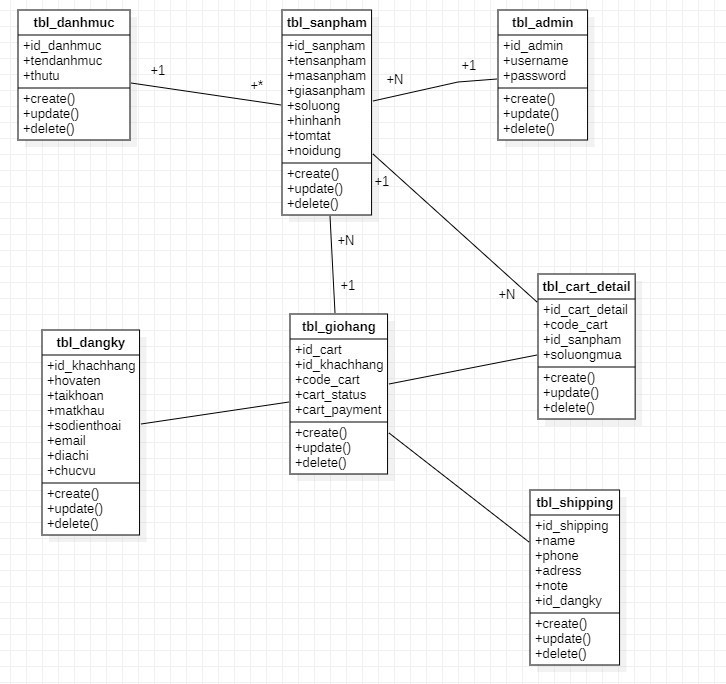 tbl_danhmuc
+id_danhmuc
+tendanhmuc
+thutu
+create()
+update()
+delete()
+1
+*
tbl_sanpham
+id_sanpham
+tensanpham
+masanpham
+giasanpham
+soluong
+hinhanh
+tomtat
+noidung
+create()
+update()
+delete()
+N
+1
tbl_admin
+id_admin
+username
+password
+create()
+update()
+delete()
+1
+N
+N
+1
tbl_cart_detail
+id_cart_detail
+code_cart
+id_sanpham
+soluongmua
+create()
+update()
+delete()
tbl_giohang
+id_cart
+id_khachhang
+code_cart
+cart_status
+cart_payment
+create()
+update()
+delete()
tbl_dangky
+id_khachhang
+hovaten
+taikhoan
+matkhau
+sodienthoai
+email
+diachi
+chucvu
+create()
+update()
+delete()
tbl_shipping
+id_shipping
+name
+phone
+adress
+note
+id_dangky
+create()
+update()
+delete()